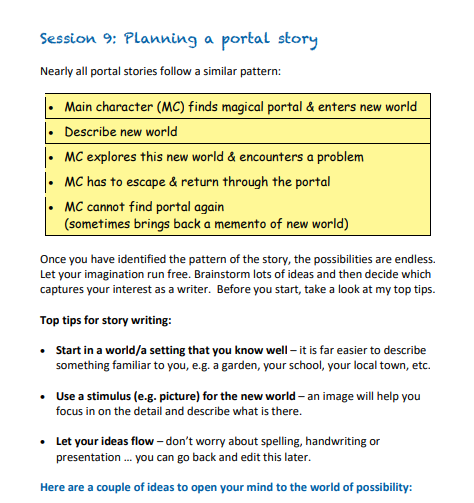 Session 9: Planning a portal story
Nearly all portal stories follow a similar pattern:
• Main character (MC) finds magical portal & enters new world
• Describe new world
• MC explores this new world & encounters a problem
• MC has to escape & return through the portal
• MC cannot find portal again
(sometimes brings back a memento of new world)
Once you have identified the pattern of the story, the possibilities are endless.
Let your imagination run free. Brainstorm lots of ideas and then decide which
captures your interest as a writer.  Before you start, take a look at my top tips.
Top tips for story writing:
• Start in a world/a setting that you know well – it is far easier to describe
something familiar to you, e.g. a garden, your school, your local town, etc.
• Use a stimulus (e.g. picture) for the new world – an image will help you
focus in on the detail and describe what is there.
• Let your ideas flow – don’t worry about spelling, handwriting or
presentation … you can go back and edit this later.
Here are a couple of ideas to open your mind to the world of possibility: